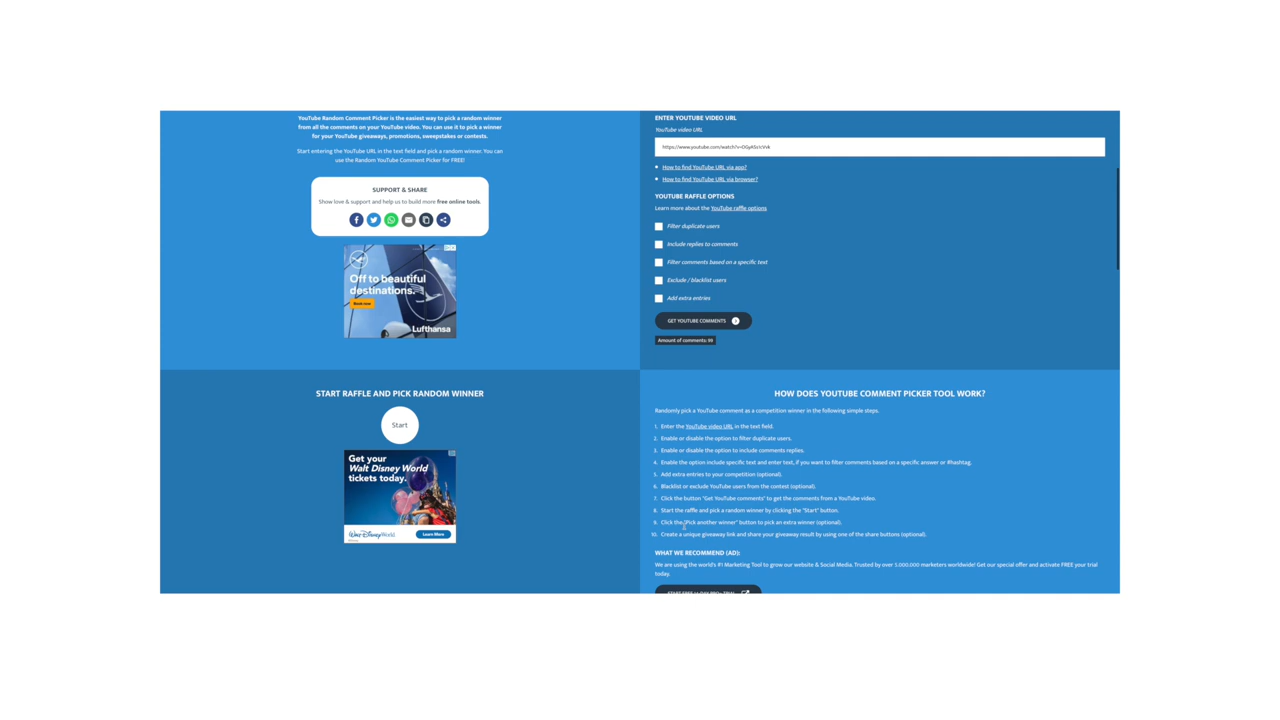 YouTube Random Comment Picker is the easiest way to pick a random winner
from all the comments on your YouTube video. You can use it to pick a winner
for your YouTube giveaways, promotions, sweepstakes or contests.
Start entering the YouTube URL in the text field and pick a random winner. You can
use the Random YouTube Comment Picker for FREE!
SUPPORT & SHARE
Show love & support and help us to build more free online tools.
Off to beautiful
destinations.
Book now
Lufthansa
ENTER YOUTUBE VIDEO URL
YouTube video URL
How to find YouTube URL via app?
How to find YouTube URL via browser?
YOUTUBE RAFFLE OPTIONS
Learn more about the YouTube raffle options
Filter duplicate users
Include replies to comments
Filter comments based on a specific text
Exclude / blacklist users
Add extra entries
GET YOUTUBE COMMENTS
Amount of comments:
START RAFFLE AND PICK RANDOM WINNER
Start
Get your
Walt Disney World
tickets today.
Walt Disney World
Learn More
HOW DOES YOUTUBE COMMENT PICKER TOOL WORK?
Randomly pick a YouTube comment as a competition winner in the following simple steps.
1. Enter the YouTube video URL in the text field.
2. Enable or disable the option to filter duplicate users.
3. Enable or disable the option to include comments replies.
4. Enable the option include specific text and enter text, if you want to filter comments based on a specific answer or #hashtag.
5. Add extra entries to your competition (optional).
6. Blacklist or exclude YouTube users from the contest (optional).
7. Click the button "Get YouTube comments" to get the comments from a YouTube video.
8. Start the raffle and pick a random winner by clicking the "Start" button.
9. Click the "Pick another winner" button to pick an extra winner (optional).
10. Create a unique giveaway link and share your giveaway result by using one of the share buttons (optional).
WHAT WE RECOMMEND (AD):
We are using the world's #1 Marketing Tool to grow our website & Social Media. Trusted by over 5.000.000 marketers worldwide! Get our special offer and activate FREE your trial
today.